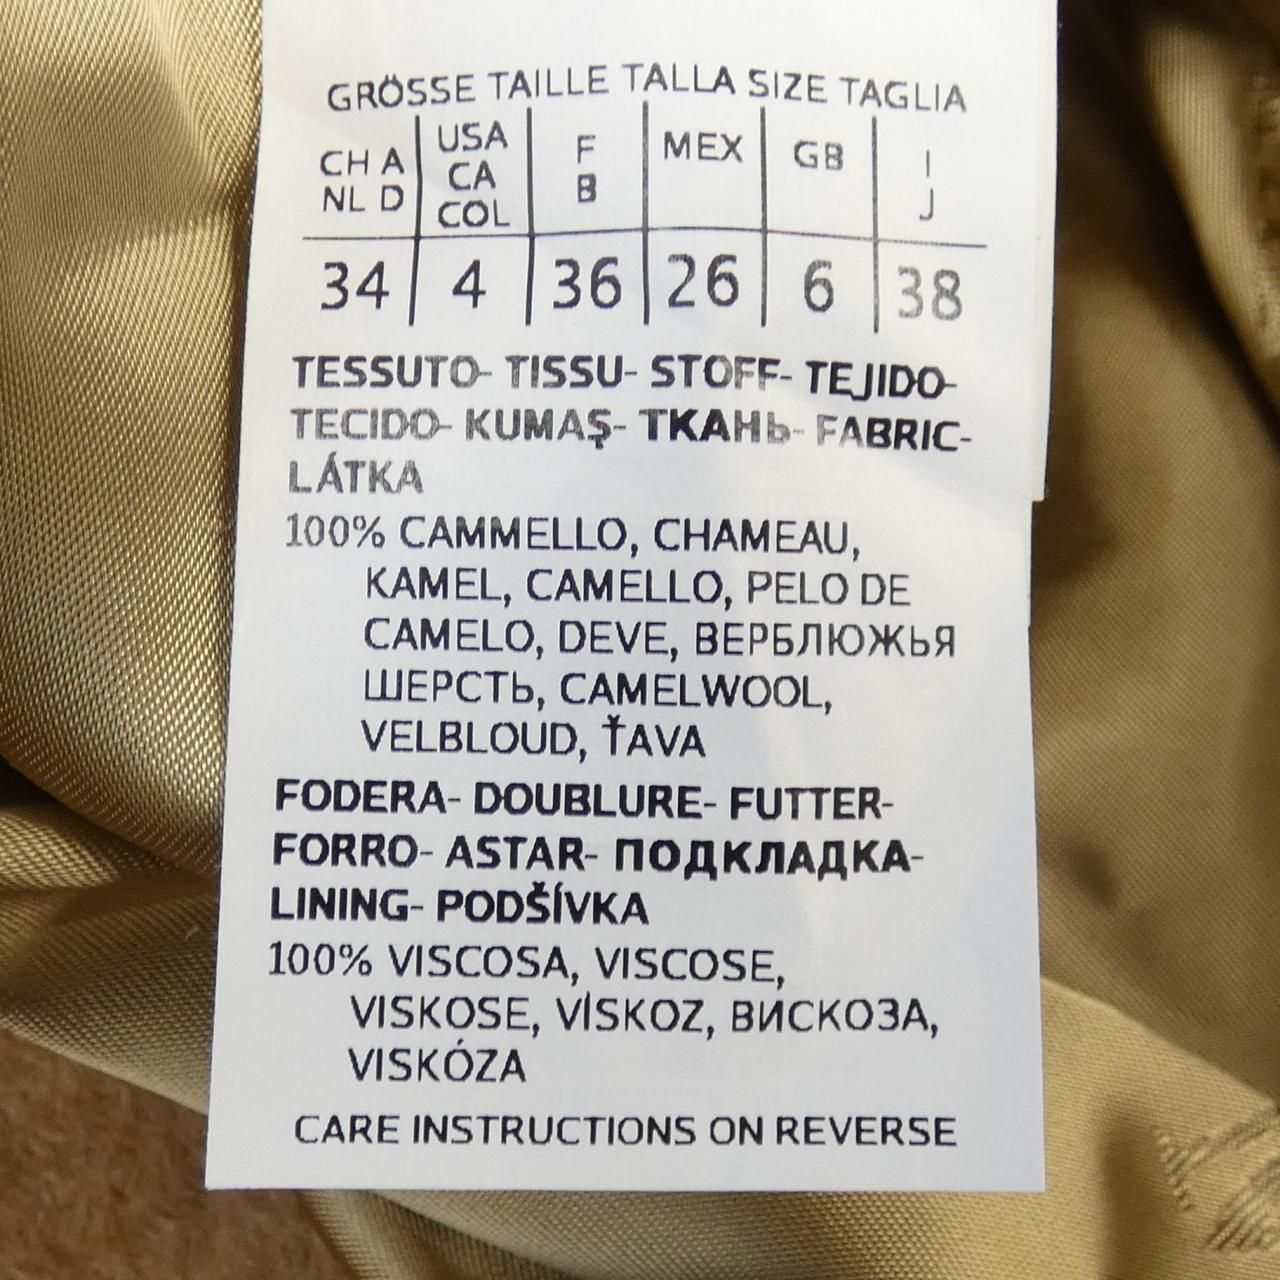 GRÖSSE TAILLE TALLA SIZE TAGLIA
CH A NL D | USA CA COL | F B | MEX | GB | I J
34 | 4 | 36 | 26 | 6 | 38
TESSUTO- TISSU- STOFF- TEJIDO-
TECIDO- KUMAŞ- ТКАНЬ- FABRIC-
LÁTKA
100% CAMMELLO, CHAMEAU,
KAMEL, CAMELLO, PELO DE
CAMELO, DEVE, ВЕРБЛЮЖЬЯ
ШЕРСТЬ, CAMELWOOL,
VELBLOUD, ŤAVA
FODERA- DOUBLURE- FUTTER-
FORRO- ASTAR- ПОДКЛАДКА-
LINING- PODŠÍVKA
100% VISCOSA, VISCOSE,
VISKOSE, VİSKOZ, ВИСКОЗА,
VISKÓZA
CARE INSTRUCTIONS ON REVERSE